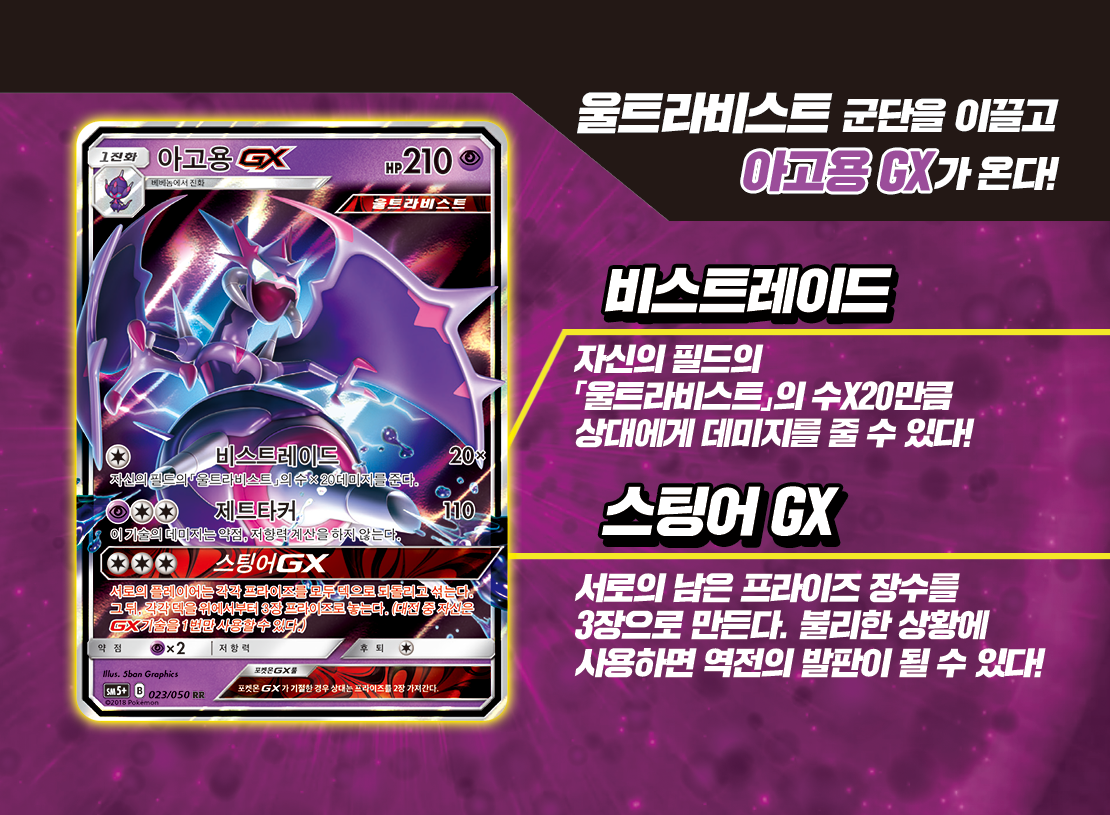 울트라비스트 군단을 이끌고
아고용 GX가 온다!
1진화 아고용 GX HP 210
베베놈에서 진화
울트라비스트
비스트레이드 20×
자신의 필드의 「울트라비스트」의 수×20데미지를 준다.
제트타커 110
이 기술의 데미지는 약점, 저항력 계산을 하지 않는다.
스팅어 GX
서로의 플레이어는 각각 프라이즈를 모두 덱으로 되돌리고 섞는다.
그 뒤, 각각 덱을 위에서부터 3장 프라이즈로 놓는다. (대전 중 자신은
GX기술을 1번만 사용할 수 있다.)
약점 ×2 저항력 후퇴
Illus. 5ban Graphics
포켓몬GX룰
SM5+ B 023/050 RR
포켓몬 GX가 기절한 경우 상대는 프라이즈를 2장 가져간다.
©2018 Pokémon
비스트레이드
자신의 필드의
「울트라비스트」의 수X20만큼
상대에게 데미지를 줄 수 있다!
스팅어 GX
서로의 남은 프라이즈 장수를
3장으로 만든다. 불리한 상황에
사용하면 역전의 발판이 될 수 있다!